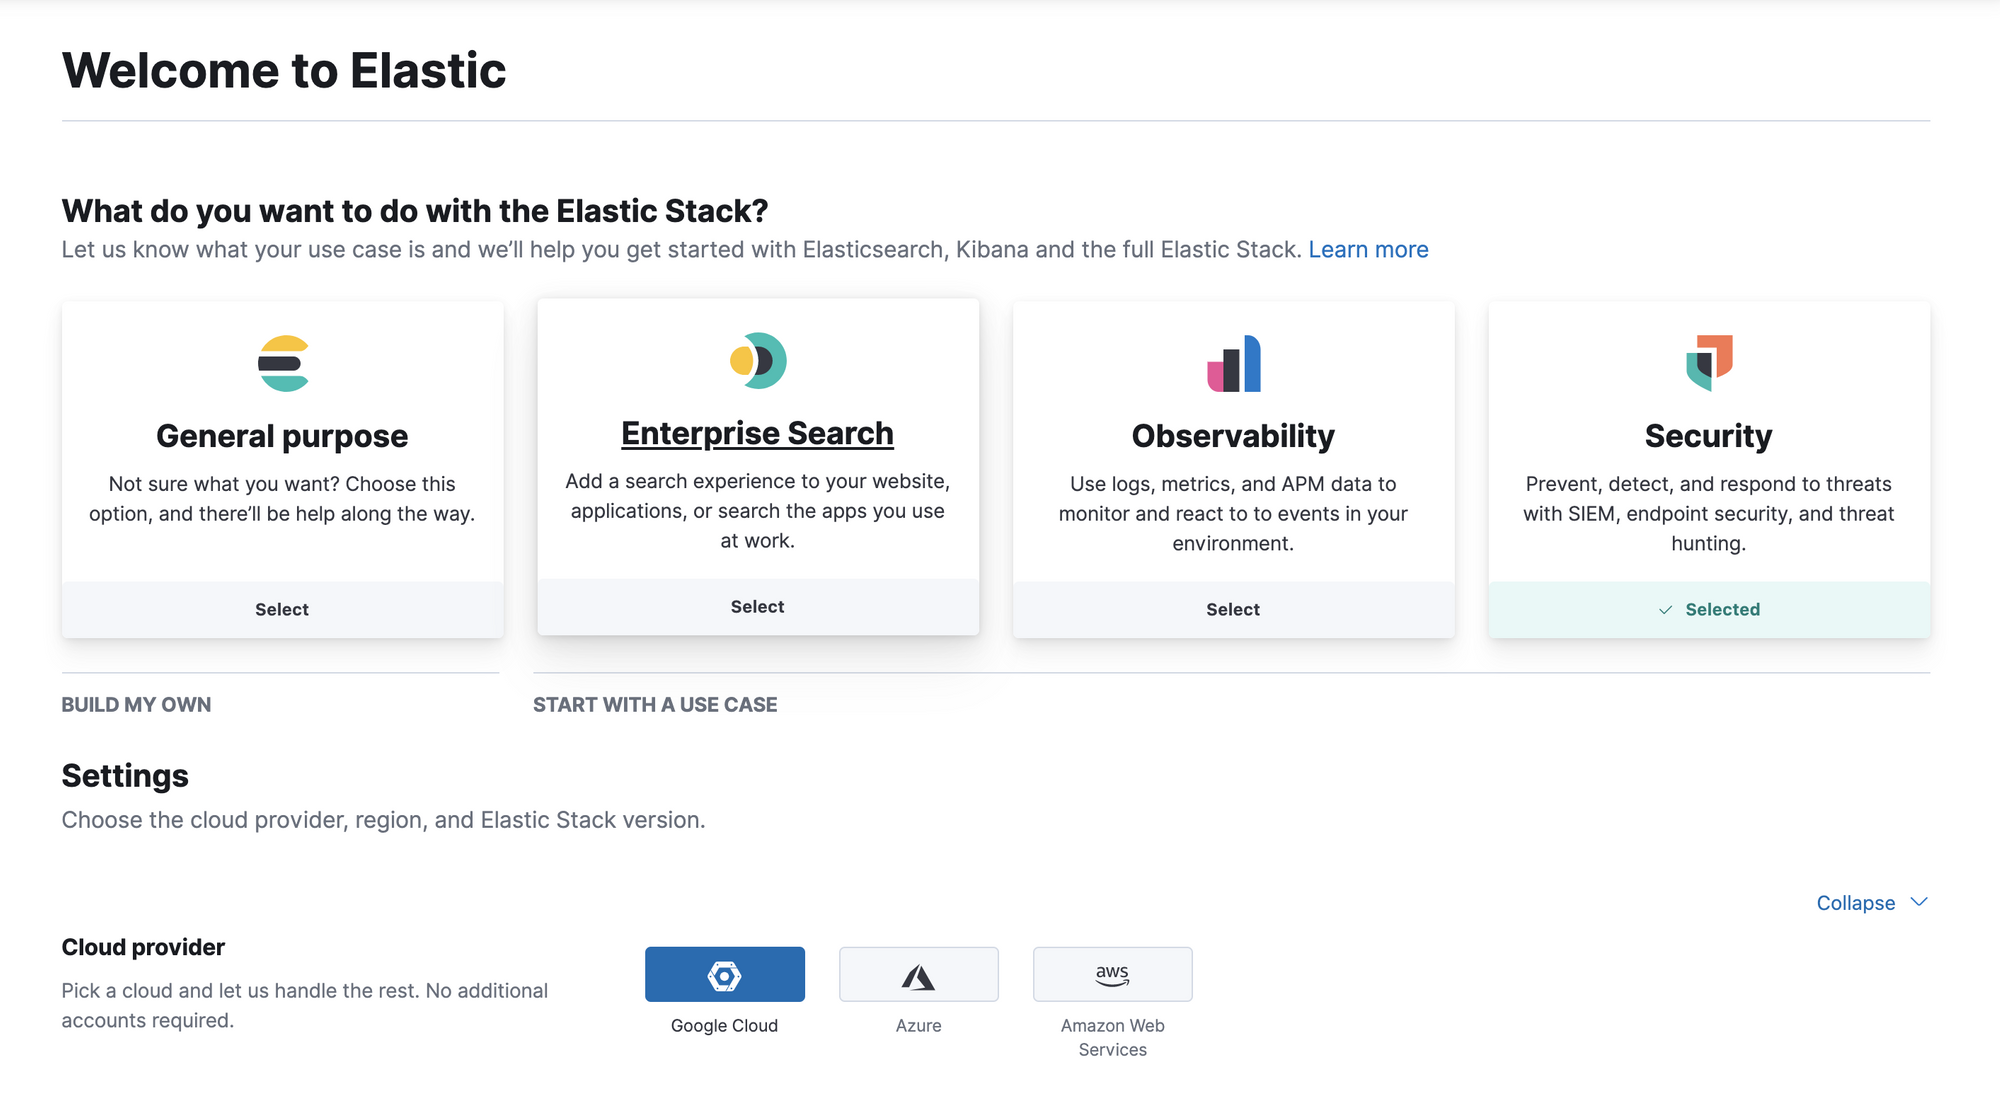 Welcome to Elastic
What do you want to do with the Elastic Stack?
Let us know what your use case is and we'll help you get started with Elasticsearch, Kibana and the full Elastic Stack. Learn more
General purpose
Not sure what you want? Choose this
option, and there'll be help along the way.
Select
Enterprise Search
Add a search experience to your website,
applications, or search the apps you use
at work.
Select
Observability
Use logs, metrics, and APM data to
monitor and react to to events in your
environment.
Select
Security
Prevent, detect, and respond to threats
with SIEM, endpoint security, and threat
hunting.
Selected
BUILD MY OWN
START WITH A USE CASE
Settings
Choose the cloud provider, region, and Elastic Stack version.
Collapse
Cloud provider
Pick a cloud and let us handle the rest. No additional
accounts required.
Google Cloud
Azure
aws
Amazon Web
Services